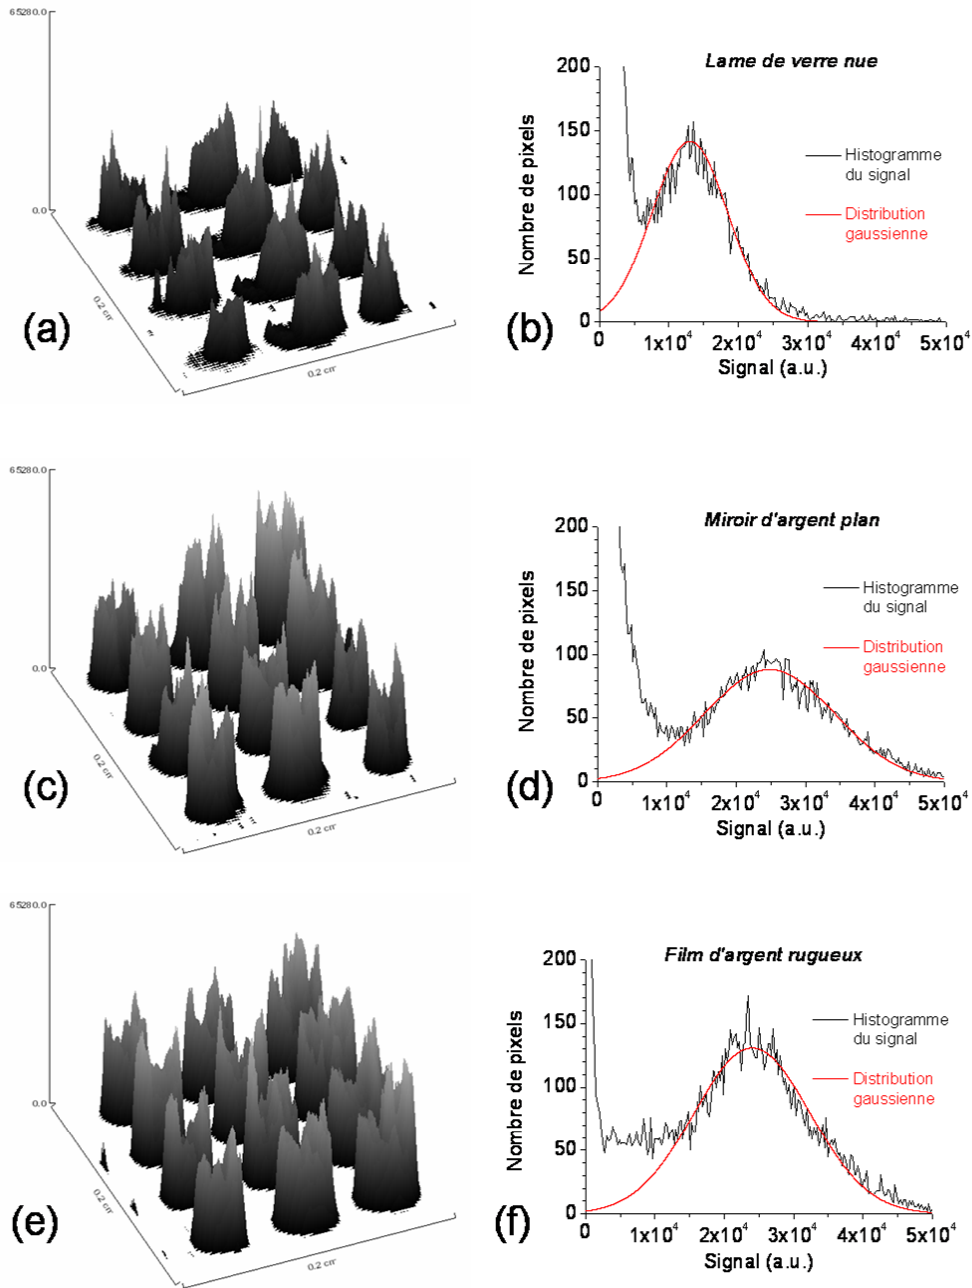 65280.0
0.0
0.2 cm
0.2 cm
(a)
Lame de verre nue
200
150
100
50
0
Nombre de pixels
Histogramme
du signal
Distribution
gaussienne
0 1x10⁴ 2x10⁴ 3x10⁴ 4x10⁴ 5x10⁴
Signal (a.u.)
(b)
65280.0
0.0
0.2 cm
0.2 cm
(c)
Miroir d'argent plan
200
150
100
50
0
Nombre de pixels
Histogramme
du signal
Distribution
gaussienne
0 1x10⁴ 2x10⁴ 3x10⁴ 4x10⁴ 5x10⁴
Signal (a.u.)
(d)
65280.0
0.0
0.2 cm
0.2 cm
(e)
Film d'argent rugueux
200
150
100
50
0
Nombre de pixels
Histogramme
du signal
Distribution
gaussienne
0 1x10⁴ 2x10⁴ 3x10⁴ 4x10⁴ 5x10⁴
Signal (a.u.)
(f)